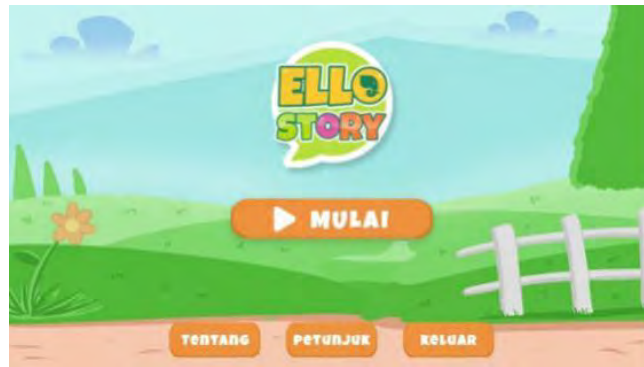 ELLO
STORY
MULAI
TENTANG
PETUNJUK
KELUAR